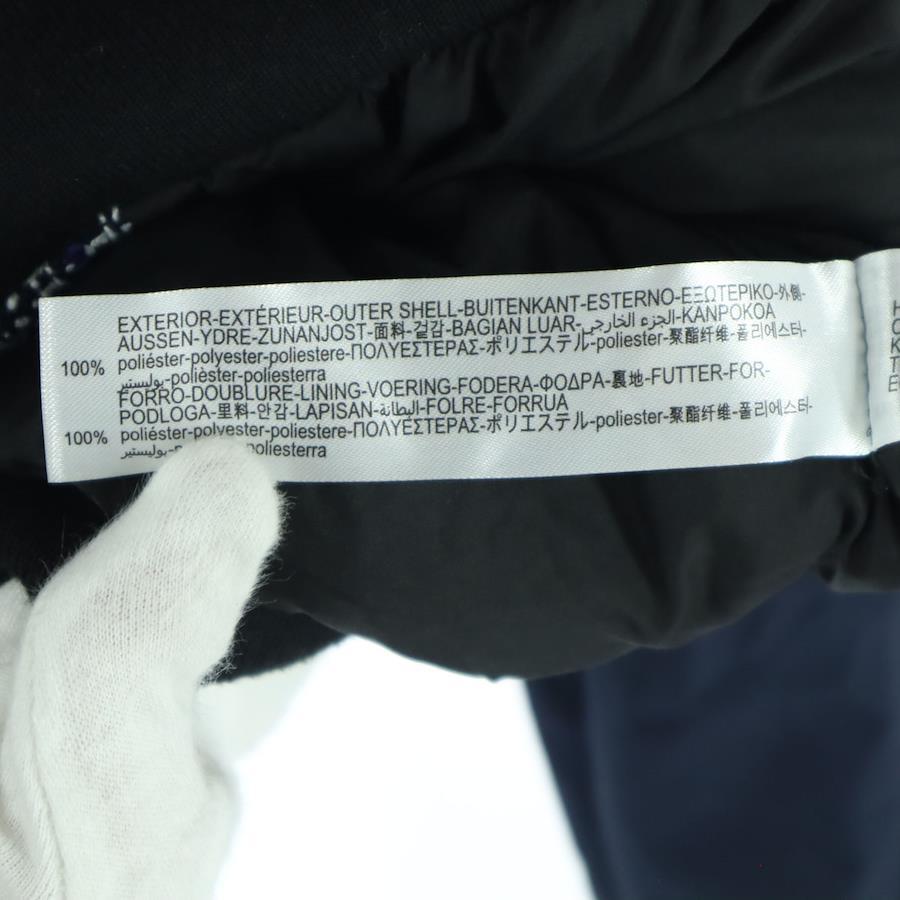 EXTERIOR-EXTÉRIEUR-OUTER SHELL-BUITENKANT-ESTERNO-ΕΞΩΤΕΡΙΚΟ-外側-
AUSSEN-YDRE-ZUNANJOST-面料-겉감-BAGIAN LUAR-الجزء الخارجي-KANPOKOA
100% poliéster-polyester-poliestere-ΠΟΛΥΕΣΤΕΡΑΣ-ポリエステル-poliester-聚酯纤维-폴리에스터-
بوليستير-polièster-poliesterra
FORRO-DOUBLURE-LINING-VOERING-FODERA-ΦΟΔΡΑ-裏地-FUTTER-FOR-
PODLOGA-里料-안감-LAPISAN-البطانة-FOLRE-FORRUA
100% poliéster-polyester-poliestere-ΠΟΛΥΕΣΤΕΡΑΣ-ポリエステル-poliester-聚酯纤维-폴리에스터-
بوليستير-poliesterra